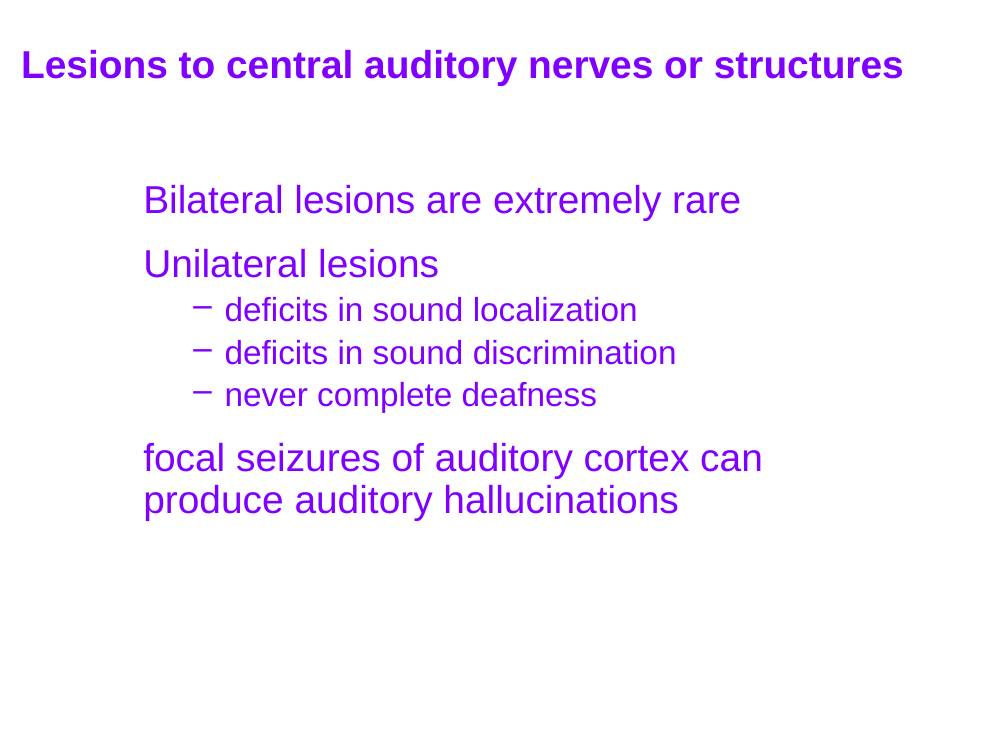 Lesions to central auditory nerves or structures
Bilateral lesions are extremely rare
Unilateral lesions
– deficits in sound localization
– deficits in sound discrimination
– never complete deafness
focal seizures of auditory cortex can
produce auditory hallucinations